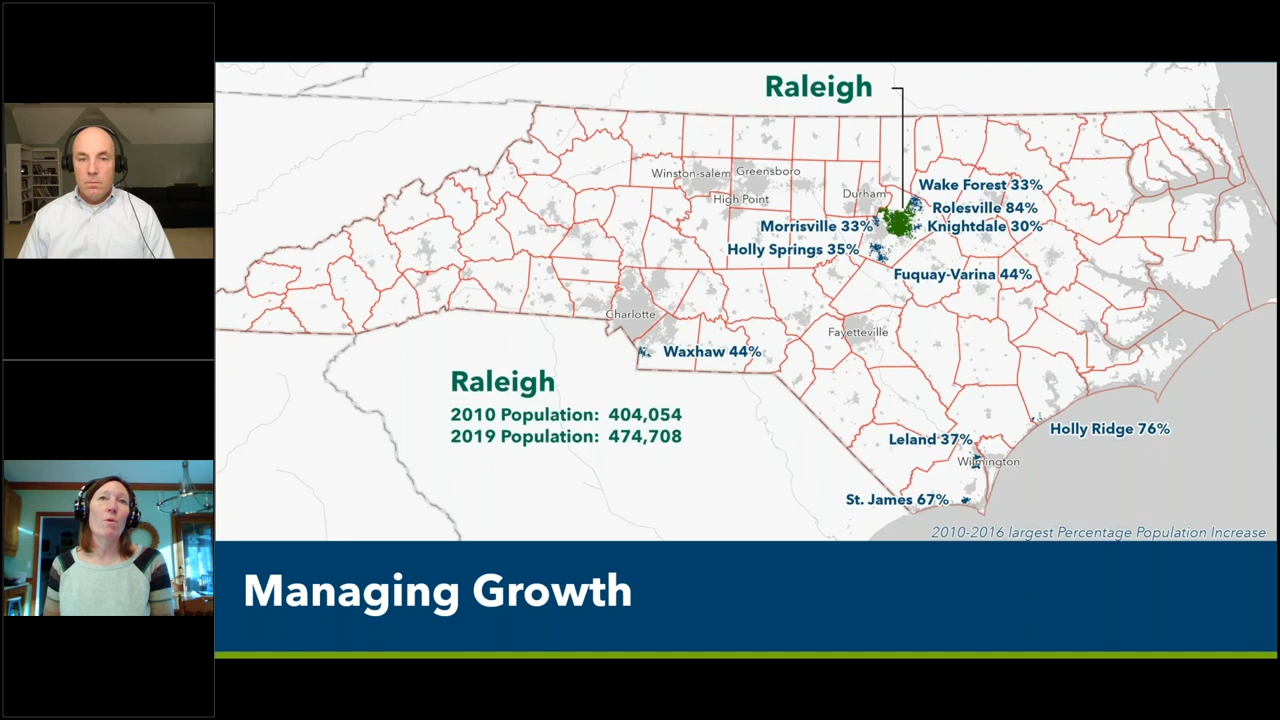 Raleigh
Winston-salem
Greensboro
High Point
Durham
Wake Forest 33%
Rolesville 84%
Morrisville 33%
Knightdale 30%
Holly Springs 35%
Fuquay-Varina 44%
Charlotte
Fayetteville
Waxhaw 44%
Raleigh
2010 Population: 404,054
2019 Population: 474,708
Holly Ridge 76%
Leland 37%
Wilmington
St. James 67%
2010-2016 largest Percentage Population Increase
Managing Growth